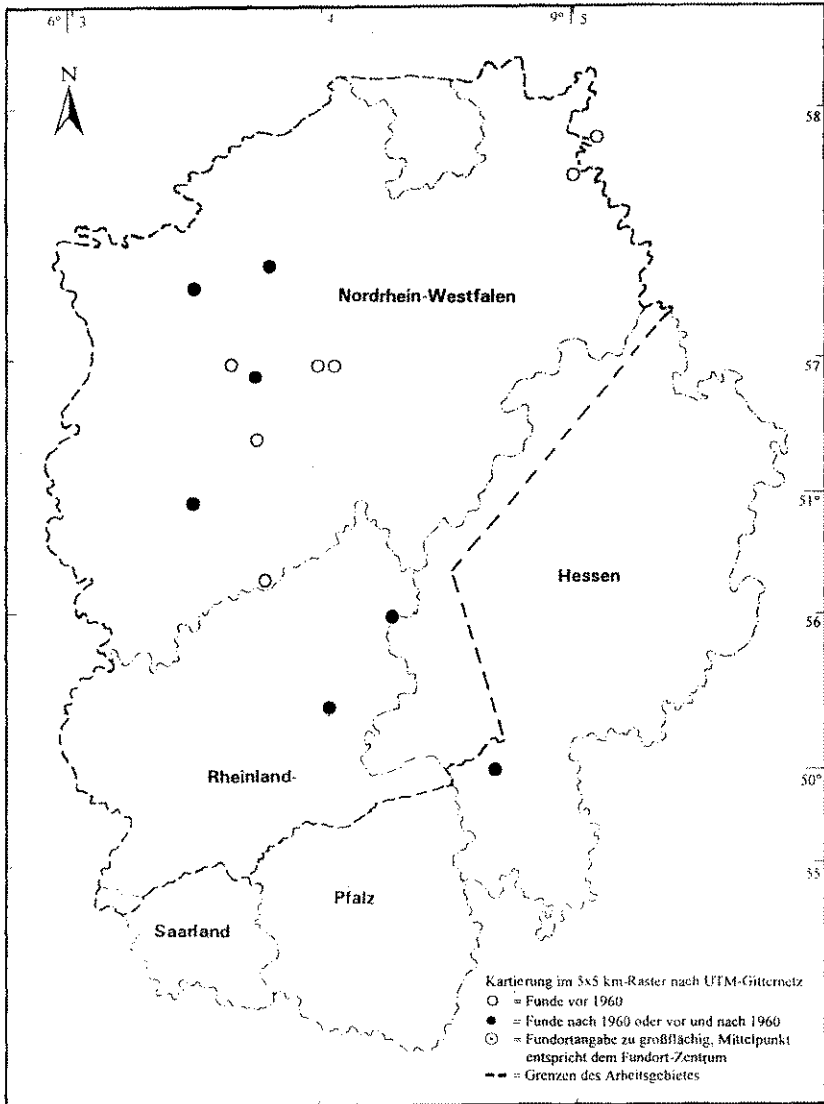 6° 3 4 9° 5
N
58
Nordrhein-Westfalen
57
51°
Hessen
56
Rheinland-
50°
55
Pfalz
Saarland
Kartierung im 5x5 km-Raster nach UTM-Gitternetz
= Funde vor 1960
= Funde nach 1960 oder vor und nach 1960
= Fundortangabe zu großflächig, Mittelpunkt
entspricht dem Fundort-Zentrum
= Grenzen des Arbeitsgebietes